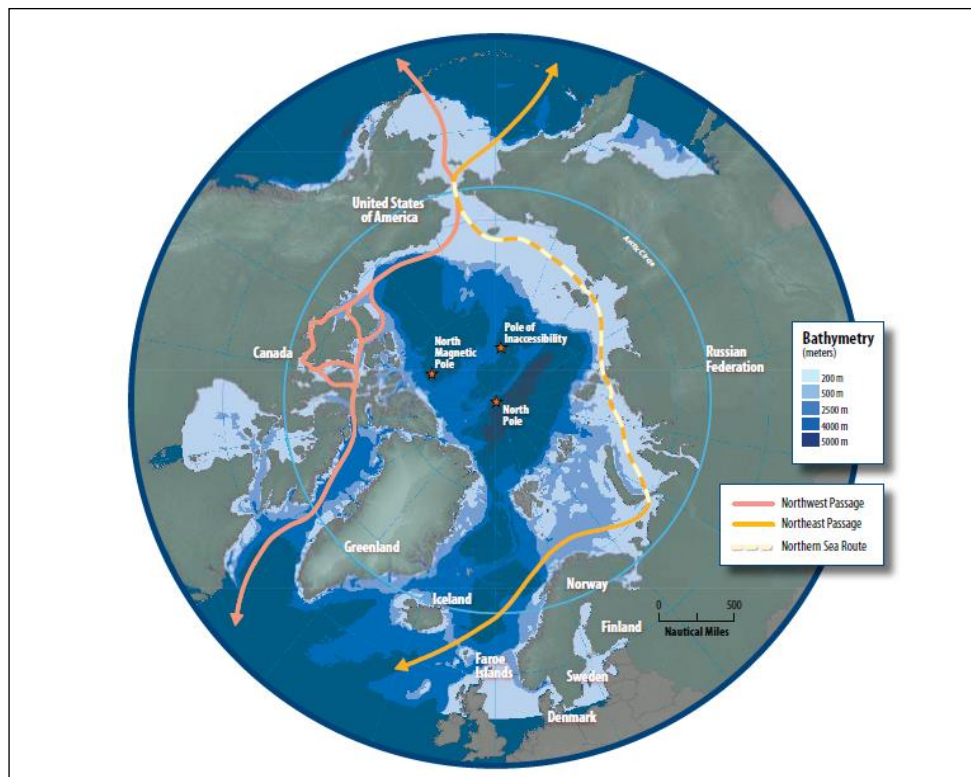 United States
of America
Arctic Circle
Canada
North
Magnetic
Pole
Pole of
Inaccessibility
Russian
Federation
North
Pole
Greenland
Iceland
Norway
Finland
Faroe
Islands
Sweden
Denmark
0 500
Nautical Miles
Bathymetry
(meters)
200 m
500 m
2500 m
4000 m
5000 m
Northwest Passage
Northeast Passage
Northern Sea Route